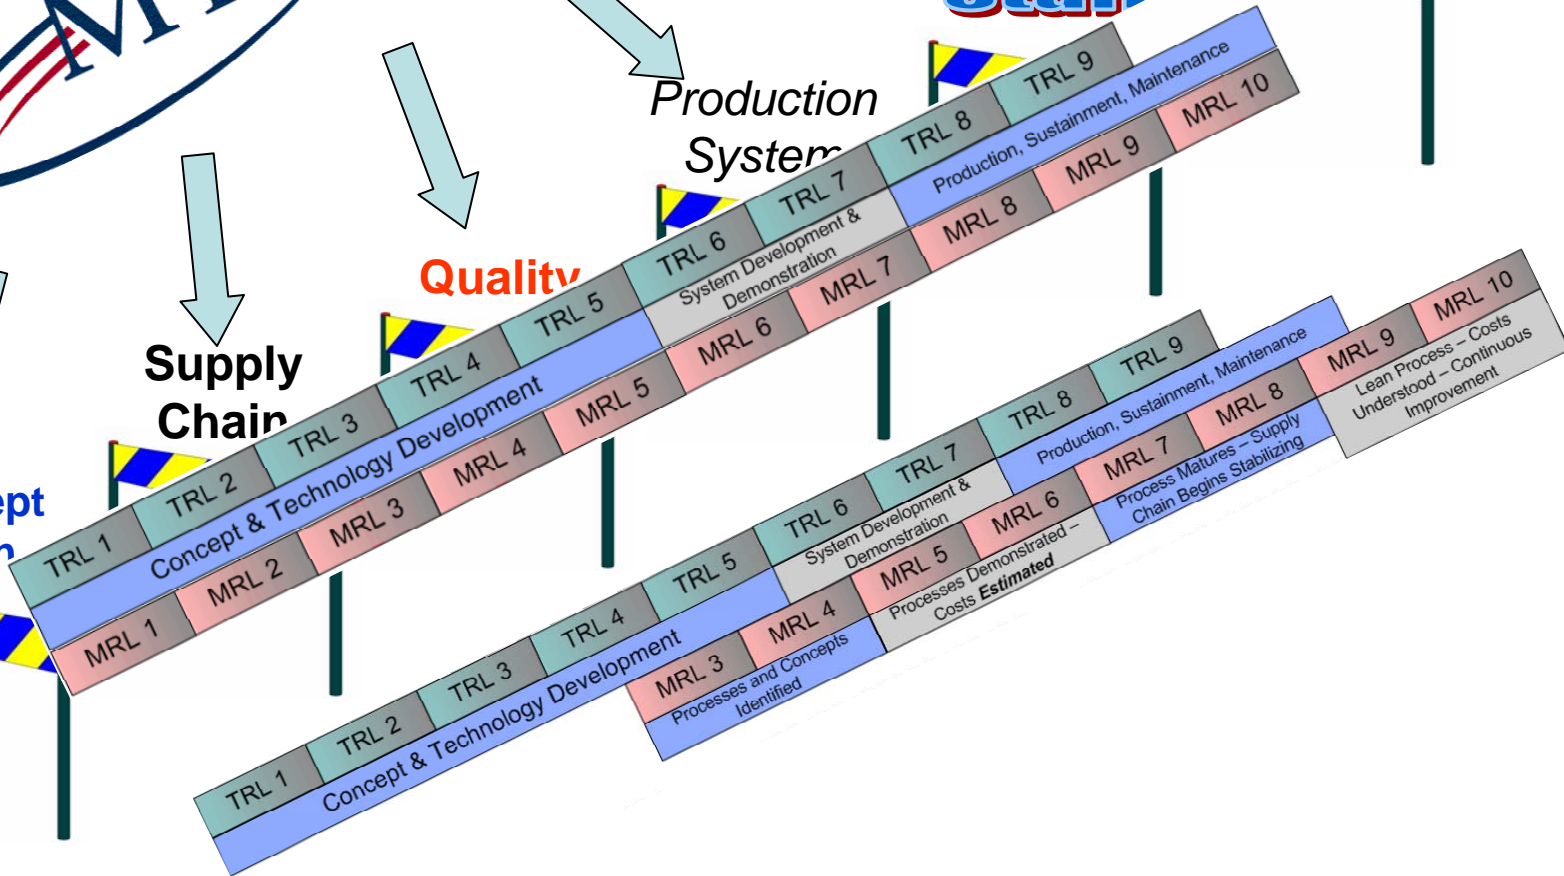 Production
System
Quality
Supply
Chain
TRL 1
TRL 2
TRL 3
TRL 4
TRL 5
TRL 6
TRL 7
TRL 8
TRL 9
Concept & Technology Development
System Development &
Demonstration
Production, Sustainment, Maintenance
MRL 1
MRL 2
MRL 3
MRL 4
MRL 5
MRL 6
MRL 7
MRL 8
MRL 9
MRL 10
TRL 1
TRL 2
TRL 3
TRL 4
TRL 5
TRL 6
TRL 7
TRL 8
TRL 9
Concept & Technology Development
System Development &
Demonstration
Production, Sustainment, Maintenance
MRL 3
MRL 4
MRL 5
MRL 6
MRL 7
MRL 8
MRL 9
MRL 10
Processes and Concepts
Identified
Processes Demonstrated –
Costs Estimated
Process Matures – Supply
Chain Begins Stabilizing
Lean Process – Costs
Understood – Continuous
Improvement